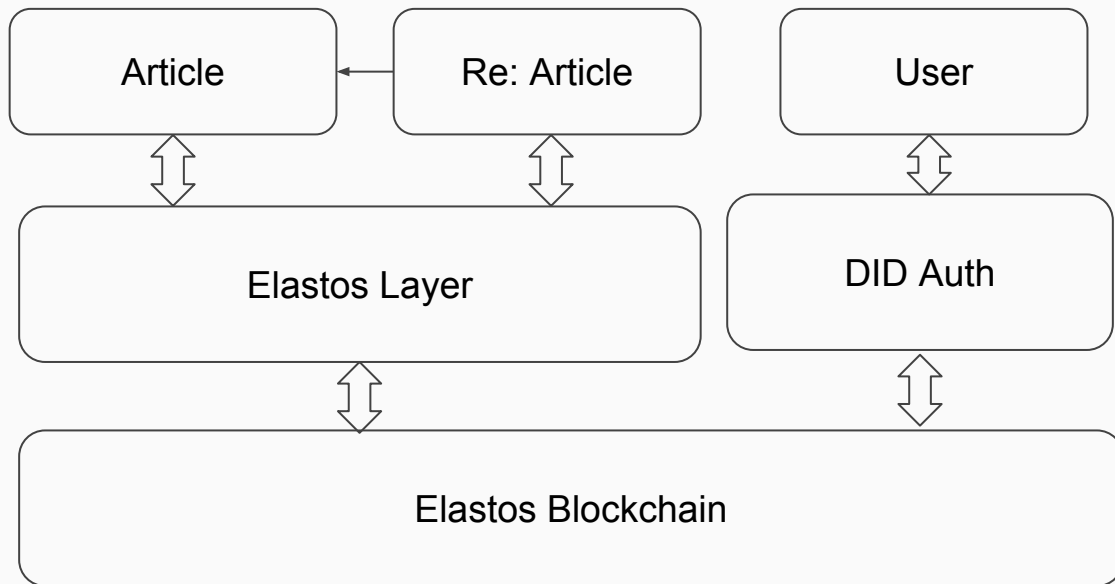 Article
Re: Article
User
Elastos Layer
DID Auth
Elastos Blockchain